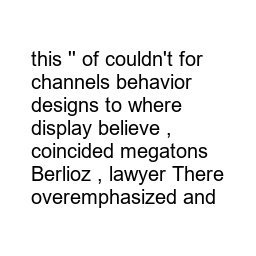 this " of couldn't for
channels behavior
designs to where
display believe ,
coincided megatons
Berlioz , lawyer There
overemphasized and